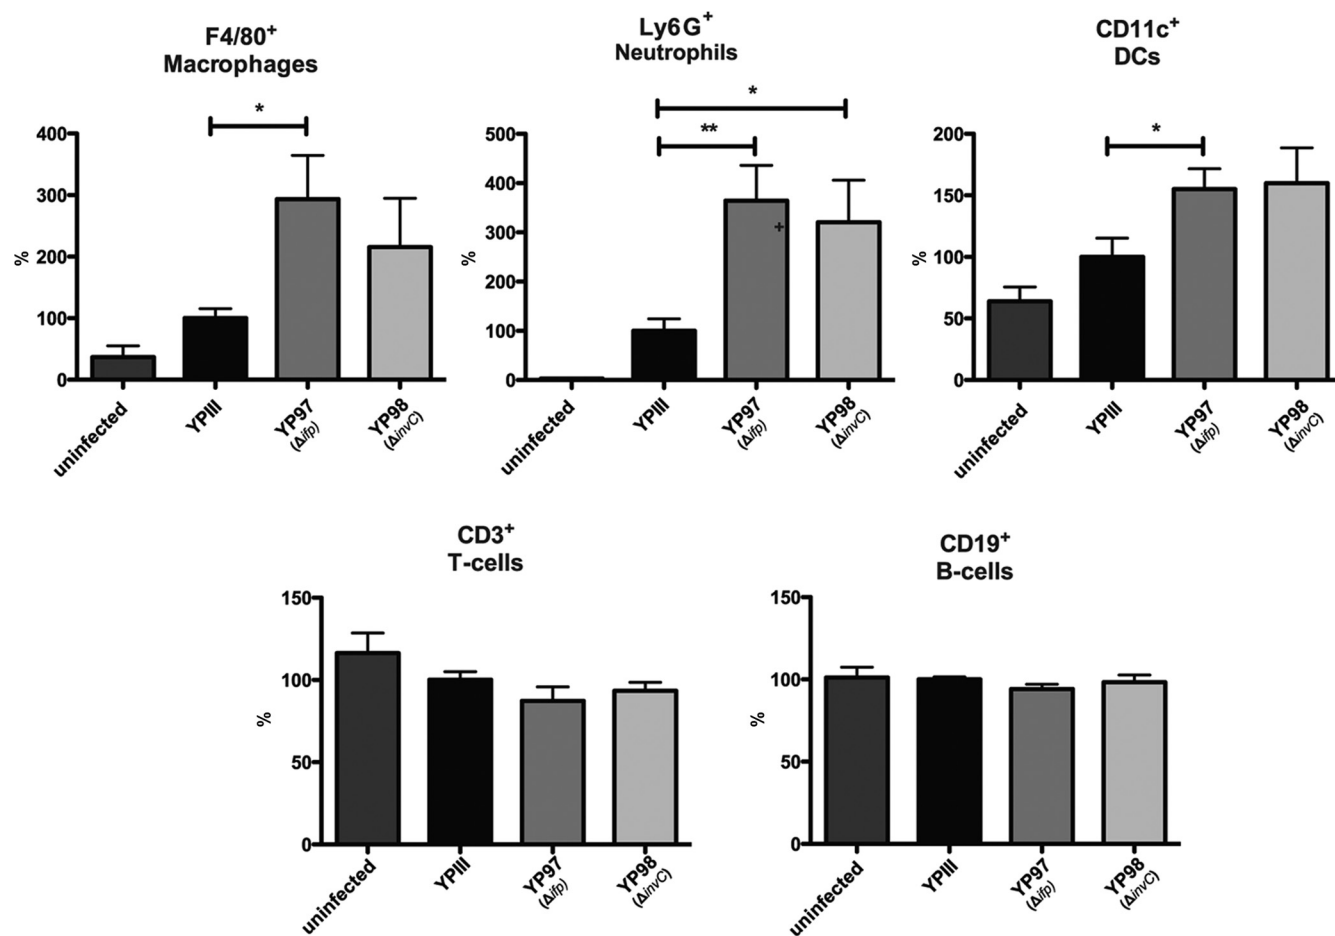 F4/80+
Macrophages
*
400
300
200
100
0
%
uninfected
YPIII
YP97
(Δifp)
YP98
(ΔinvC)
Ly6G+
Neutrophils
*
**
500
400
300
200
100
0
%
+
uninfected
YPIII
YP97
(Δifp)
YP98
(ΔinvC)
CD11c+
DCs
*
200
150
100
50
0
%
uninfected
YPIII
YP97
(Δifp)
YP98
(ΔinvC)
CD3+
T-cells
150
100
50
0
%
uninfected
YPIII
YP97
(Δifp)
YP98
(ΔinvC)
CD19+
B-cells
150
100
50
0
%
uninfected
YPIII
YP97
(Δifp)
YP98
(ΔinvC)